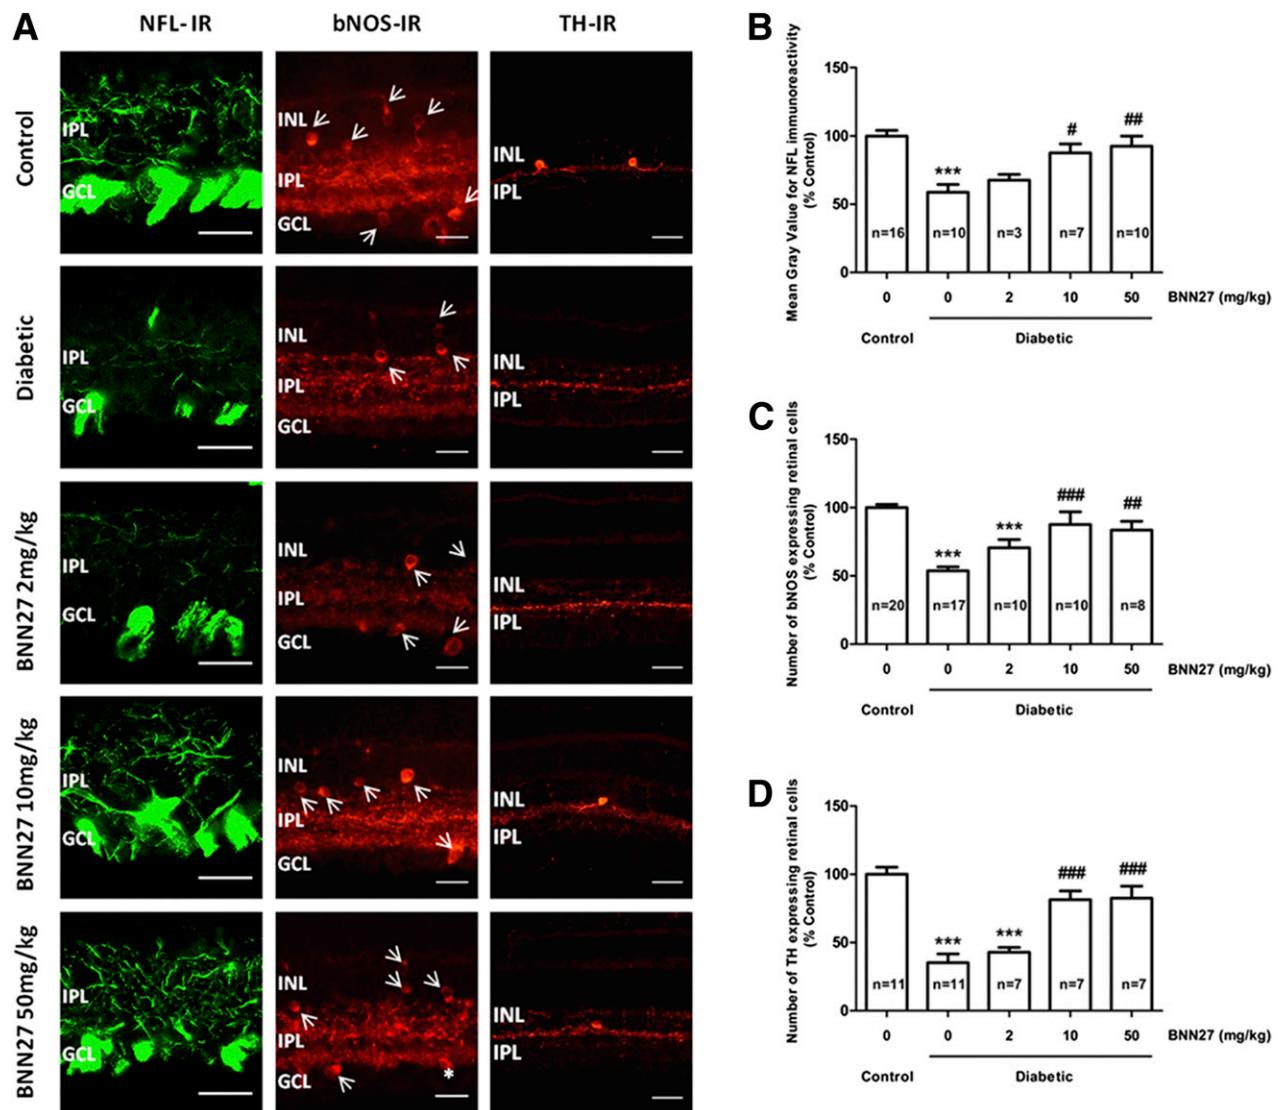 A
NFL- IR
bNOS-IR
TH-IR
Control
IPL
GCL
INL
IPL
GCL
INL
IPL
Diabetic
IPL
GCL
INL
IPL
GCL
INL
IPL
BNN27 2mg/kg
IPL
GCL
INL
IPL
GCL
INL
IPL
BNN27 10mg/kg
IPL
GCL
INL
IPL
GCL
INL
IPL
BNN27 50mg/kg
IPL
GCL
INL
IPL
GCL
*
INL
IPL
B
Mean Gray Value for NFL immunoreactivity
(% Control)
150
100
50
0
***
#
##
n=16 n=10 n=3 n=7 n=10
0 0 2 10 50 BNN27 (mg/kg)
Control Diabetic
C
Number of bNOS expressing retinal cells
(% Control)
150
100
50
0
***
***
###
##
n=20 n=17 n=10 n=10 n=8
0 0 2 10 50 BNN27 (mg/kg)
Control Diabetic
D
Number of TH expressing retinal cells
(% Control)
150
100
50
0
***
***
###
###
n=11 n=11 n=7 n=7 n=7
0 0 2 10 50 BNN27 (mg/kg)
Control Diabetic